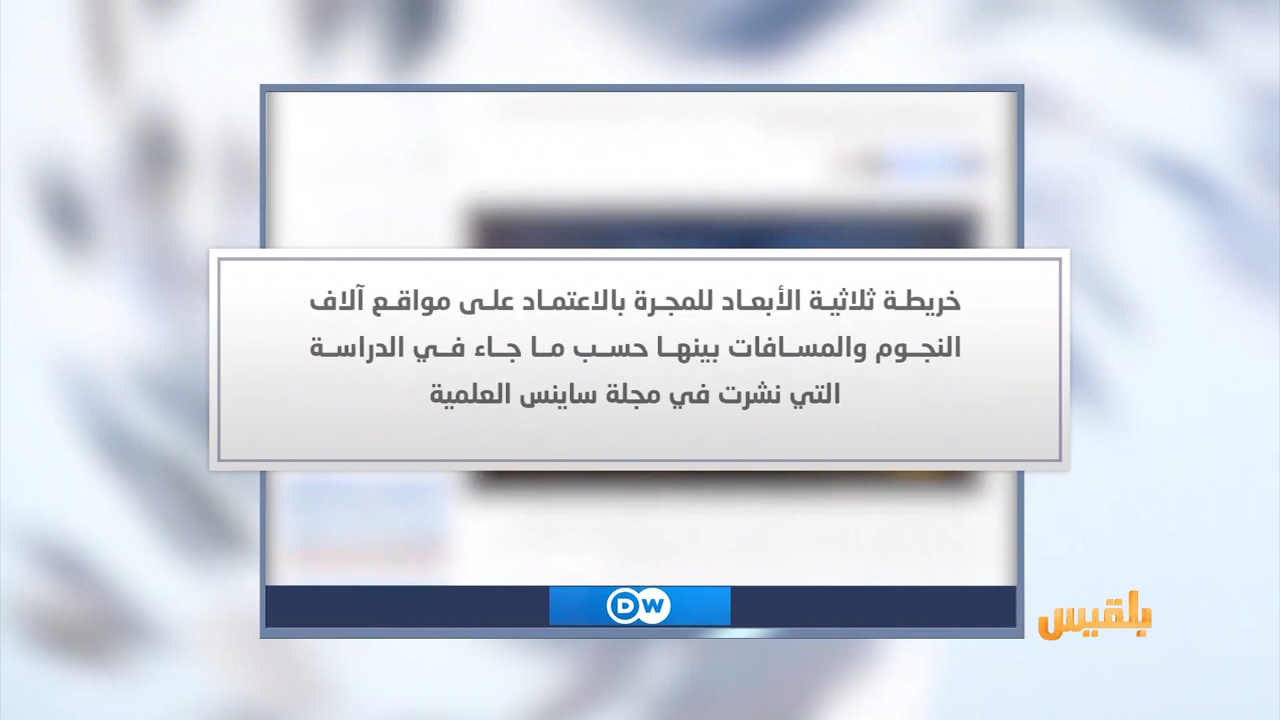 خريطة ثلاثية الأبعاد للمجرة بالاعتماد على مواقع آلاف
النجوم والمسافات بينها حسب ما جاء في الدراسة
التي نشرت في مجلة ساينس العلمية
DW
بلقيس